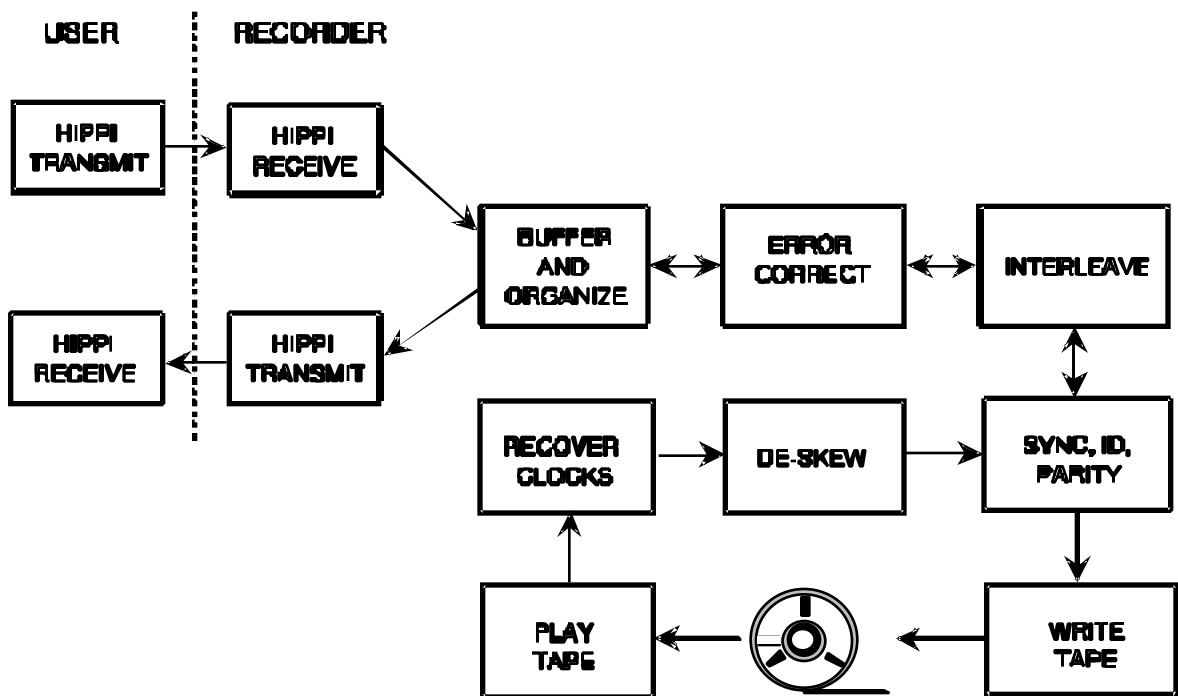 USER
RECORDER
HIPPI
TRANSMIT
HIPPI
RECEIVE
BUFFER
AND
ORGANIZE
ERROR
CORRECT
INTERLEAVE
HIPPI
RECEIVE
HIPPI
TRANSMIT
RECOVER
CLOCKS
DE-SKEW
SYNC, ID,
PARITY
PLAY
TAPE
WRITE
TAPE